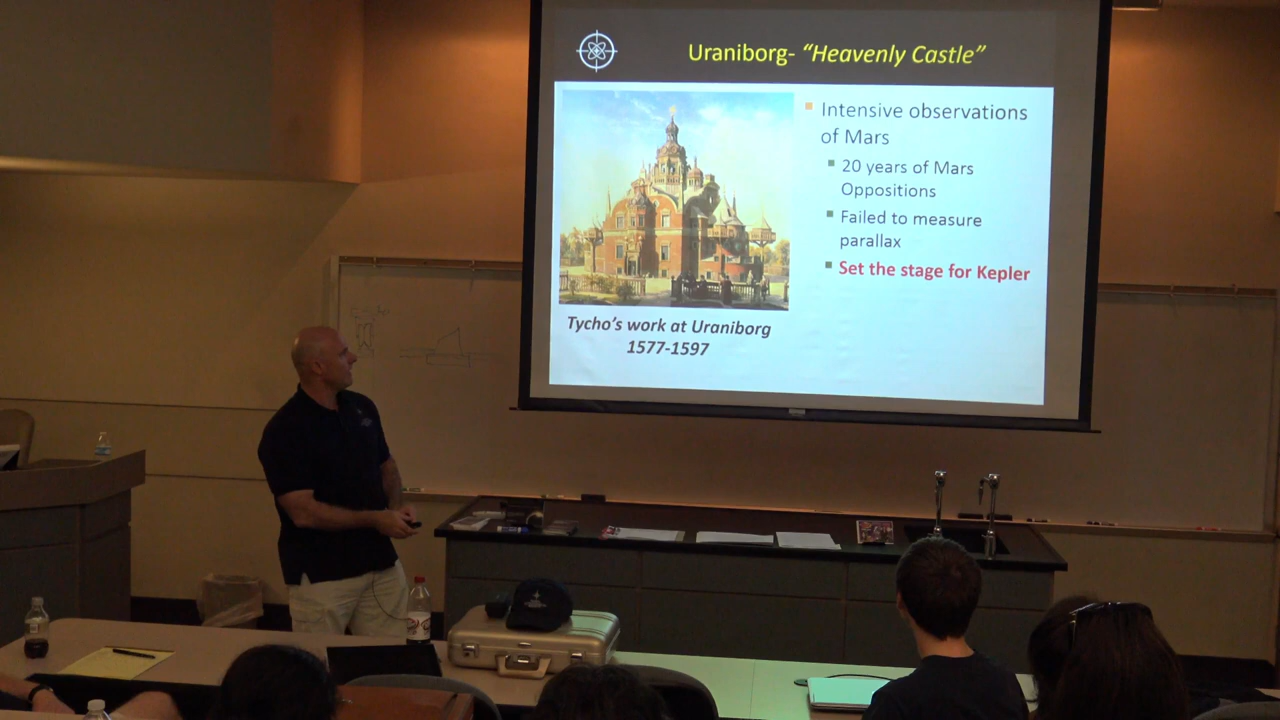 Uraniborg- “Heavenly Castle”
Intensive observations
of Mars
20 years of Mars
Oppositions
Failed to measure
parallax
Set the stage for Kepler
Tycho’s work at Uraniborg
1577-1597